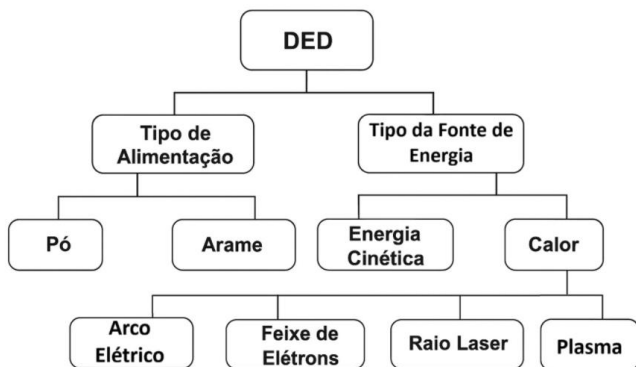 DED
Tipo de
Alimentação
Tipo da Fonte de
Energia
Pó
Arame
Energia
Cinética
Calor
Arco
Elétrico
Feixe de
Elétrons
Raio Laser
Plasma